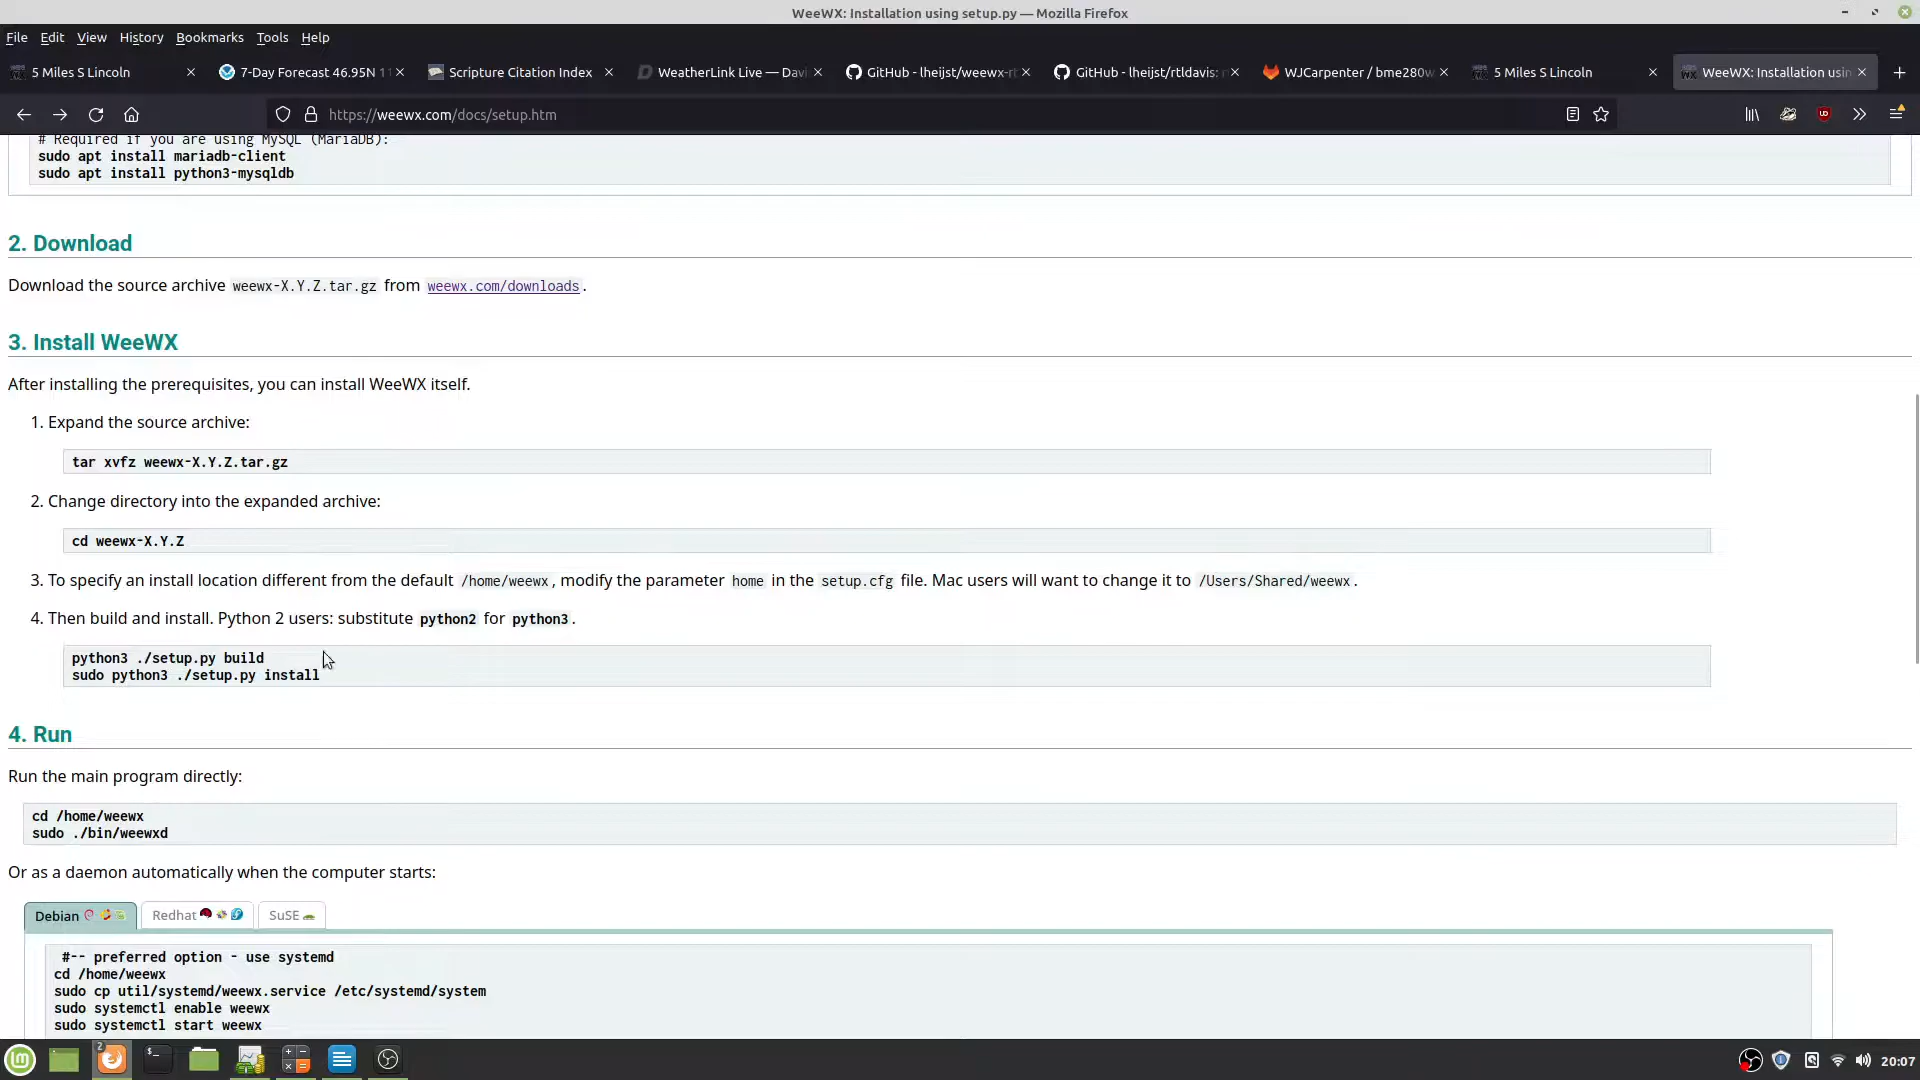 WeeWX: Installation using setup.py — Mozilla Firefox
File Edit View History Bookmarks Tools Help
5 Miles S Lincoln
7-Day Forecast 46.95N 11
Scripture Citation Index
WeatherLink Live — Davi
GitHub - lheijst/weewx-rt
GitHub - lheijst/rtldavis: r
WJCarpenter / bme280w
5 Miles S Lincoln
WeeWX: Installation usin
https://weewx.com/docs/setup.htm
# Required if you are using MySQL (MariaDB):
sudo apt install mariadb-client
sudo apt install python3-mysqldb
2. Download
Download the source archive weewx-X.Y.Z.tar.gz from weewx.com/downloads.
3. Install WeeWX
After installing the prerequisites, you can install WeeWX itself.
1. Expand the source archive:
tar xvfz weewx-X.Y.Z.tar.gz
2. Change directory into the expanded archive:
cd weewx-X.Y.Z
3. To specify an install location different from the default /home/weewx, modify the parameter home in the setup.cfg file. Mac users will want to change it to /Users/Shared/weewx.
4. Then build and install. Python 2 users: substitute python2 for python3.
python3 ./setup.py build
sudo python3 ./setup.py install
4. Run
Run the main program directly:
cd /home/weewx
sudo ./bin/weewxd
Or as a daemon automatically when the computer starts:
Debian Redhat SuSE
#-- preferred option - use systemd
cd /home/weewx
sudo cp util/systemd/weewx.service /etc/systemd/system
sudo systemctl enable weewx
sudo systemctl start weewx
2
20:07